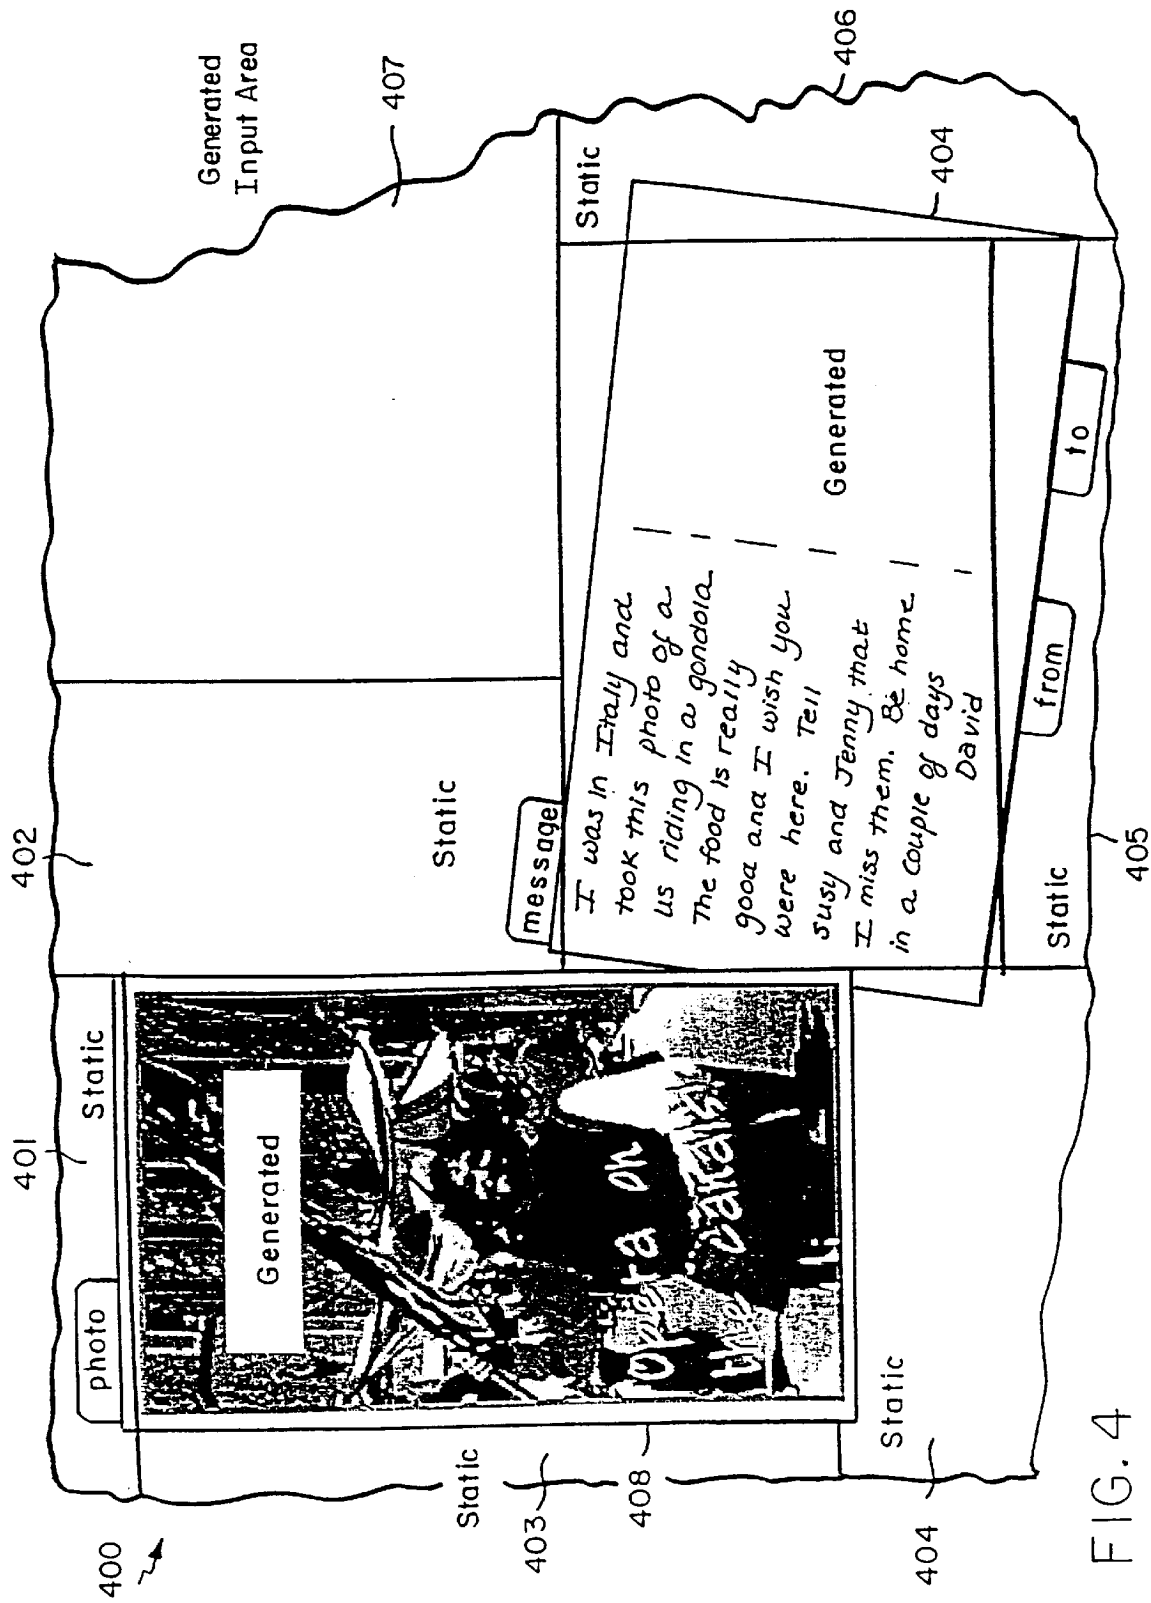 401
402
400
photo
Static
Generated
Input Area
Generated
407
Static
Static
403
message
Static
408
I was in Italy and
took this photo of a
us riding in a gondola.
The food is really
good and I wish you
were here. Tell
susy and Jenny that
I miss them. Be home
in a couple of days
David
Generated
406
Static
404
404
from
to
Static
405
FIG. 4